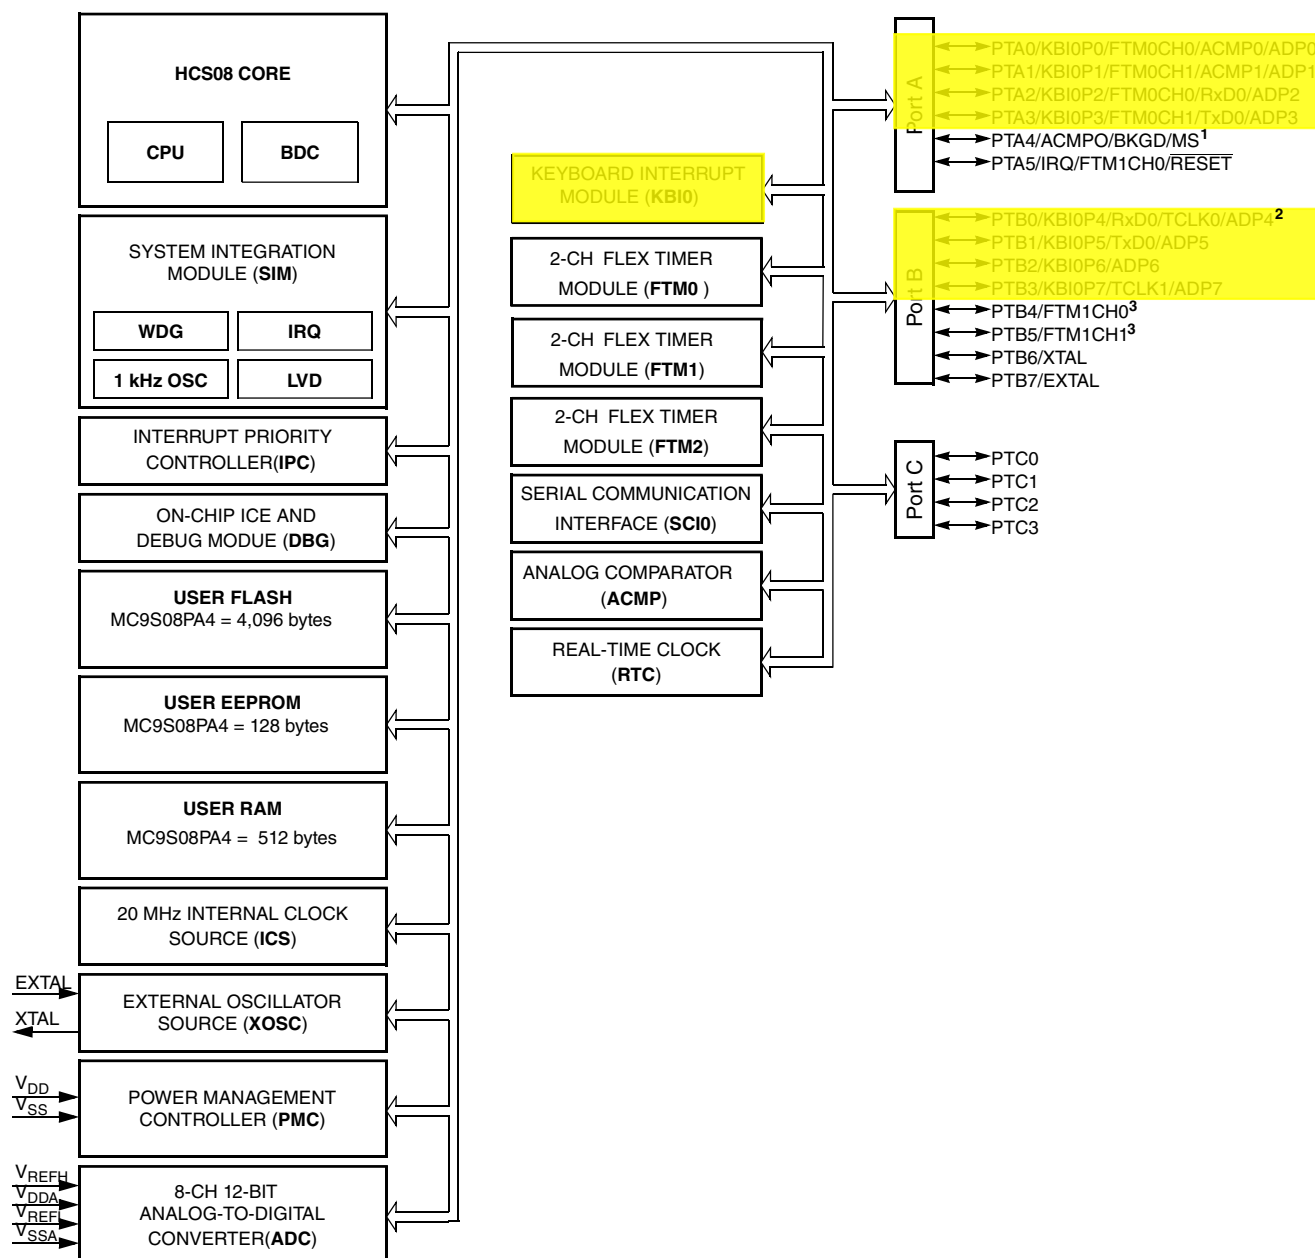 HCS08 CORE
CPU
BDC
SYSTEM INTEGRATION
MODULE (SIM)
WDG
IRQ
1 kHz OSC
LVD
INTERRUPT PRIORITY
CONTROLLER(IPC)
ON-CHIP ICE AND
DEBUG MODUE (DBG)
USER FLASH
MC9S08PA4 = 4,096 bytes
USER EEPROM
MC9S08PA4 = 128 bytes
USER RAM
MC9S08PA4 = 512 bytes
20 MHz INTERNAL CLOCK
SOURCE (ICS)
EXTAL
XTAL
EXTERNAL OSCILLATOR
SOURCE (XOSC)
VDD
VSS
POWER MANAGEMENT
CONTROLLER (PMC)
VREFH
VDDA
VREFL
VSSA
8-CH 12-BIT
ANALOG-TO-DIGITAL
CONVERTER(ADC)
KEYBOARD INTERRUPT
MODULE (KBI0)
2-CH FLEX TIMER
MODULE (FTM0 )
2-CH FLEX TIMER
MODULE (FTM1)
2-CH FLEX TIMER
MODULE (FTM2)
SERIAL COMMUNICATION
INTERFACE (SCI0)
ANALOG COMPARATOR
(ACMP)
REAL-TIME CLOCK
(RTC)
Port A
PTA0/KBI0P0/FTM0CH0/ACMP0/ADP0
PTA1/KBI0P1/FTM0CH1/ACMP1/ADP1
PTA2/KBI0P2/FTM0CH0/RxD0/ADP2
PTA3/KBI0P3/FTM0CH1/TxD0/ADP3
PTA4/ACMPO/BKGD/MS1
PTA5/IRQ/FTM1CH0/RESET
Port B
PTB0/KBI0P4/RxD0/TCLK0/ADP42
PTB1/KBI0P5/TxD0/ADP5
PTB2/KBI0P6/ADP6
PTB3/KBI0P7/TCLK1/ADP7
PTB4/FTM1CH03
PTB5/FTM1CH13
PTB6/XTAL
PTB7/EXTAL
Port C
PTC0
PTC1
PTC2
PTC3